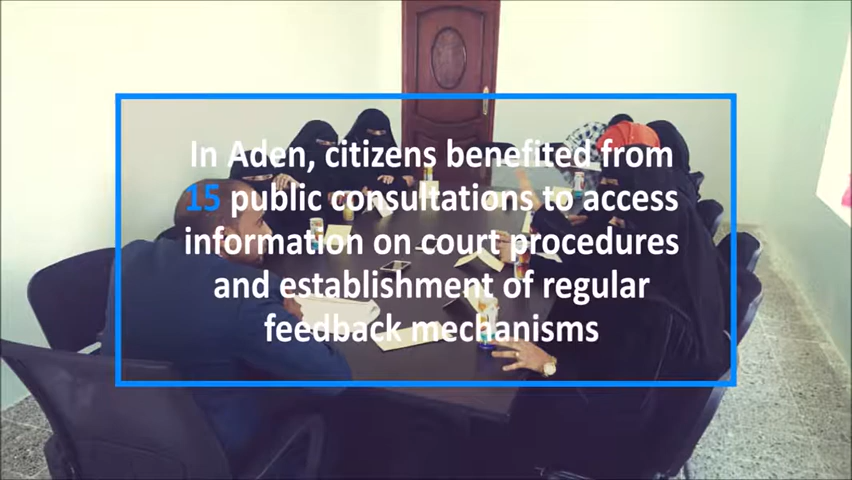 In Aden, citizens benefited from
15 public consultations to access
information on court procedures
and establishment of regular
feedback mechanisms